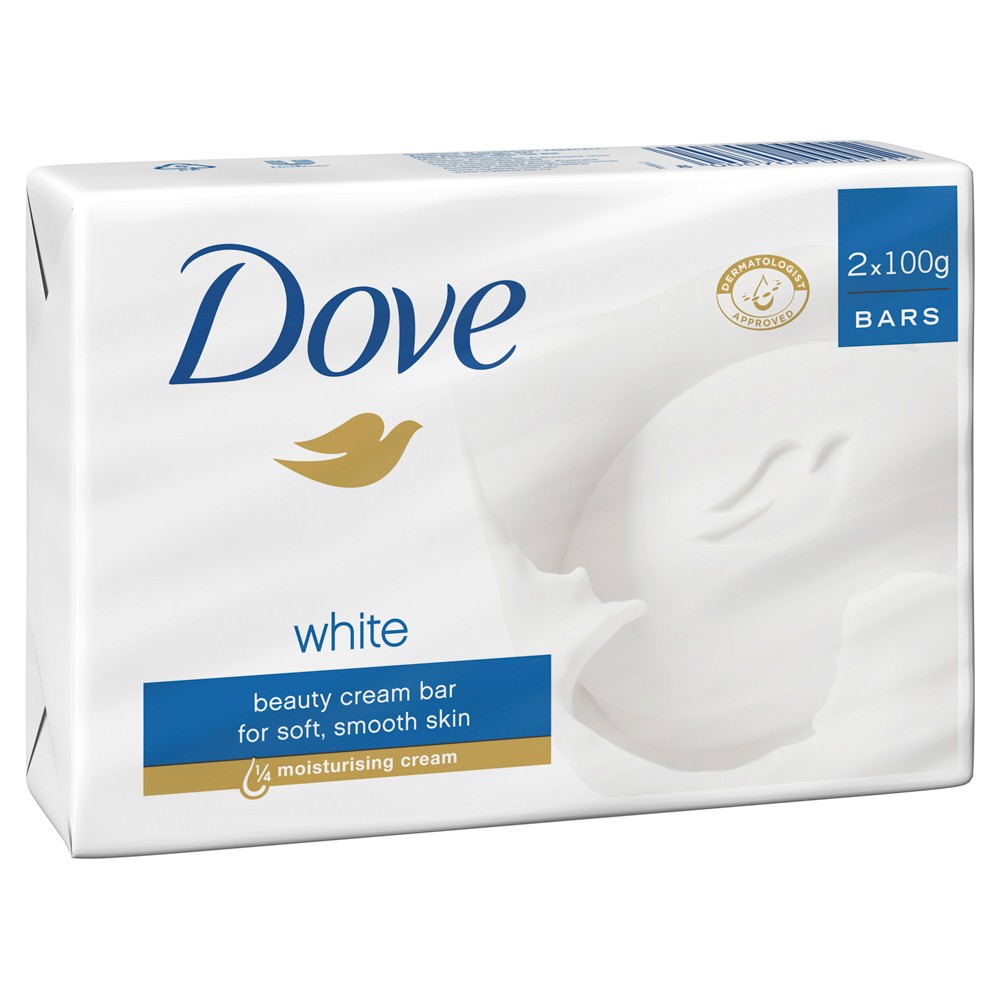 Dove
DERMATOLOGIST
APPROVED
2x100g
BARS
white
beauty cream bar
for soft, smooth skin
¼ moisturising cream